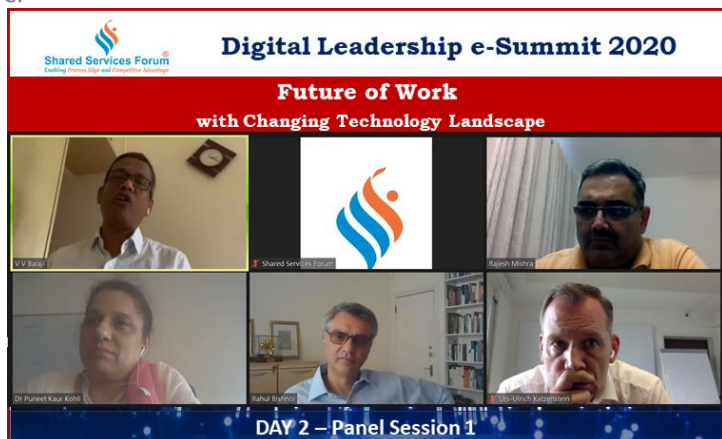 Shared Services Forum®
Enabling Process Edge and Competitive Advantage
Digital Leadership e-Summit 2020
Future of Work
with Changing Technology Landscape
V V Balaji
Shared Services Forum
Rajesh Mishra
Dr Puneet Kaur Kohli
Rahul Bishnoi
Urs-Ulrich Katzenstein
DAY 2 – Panel Session 1